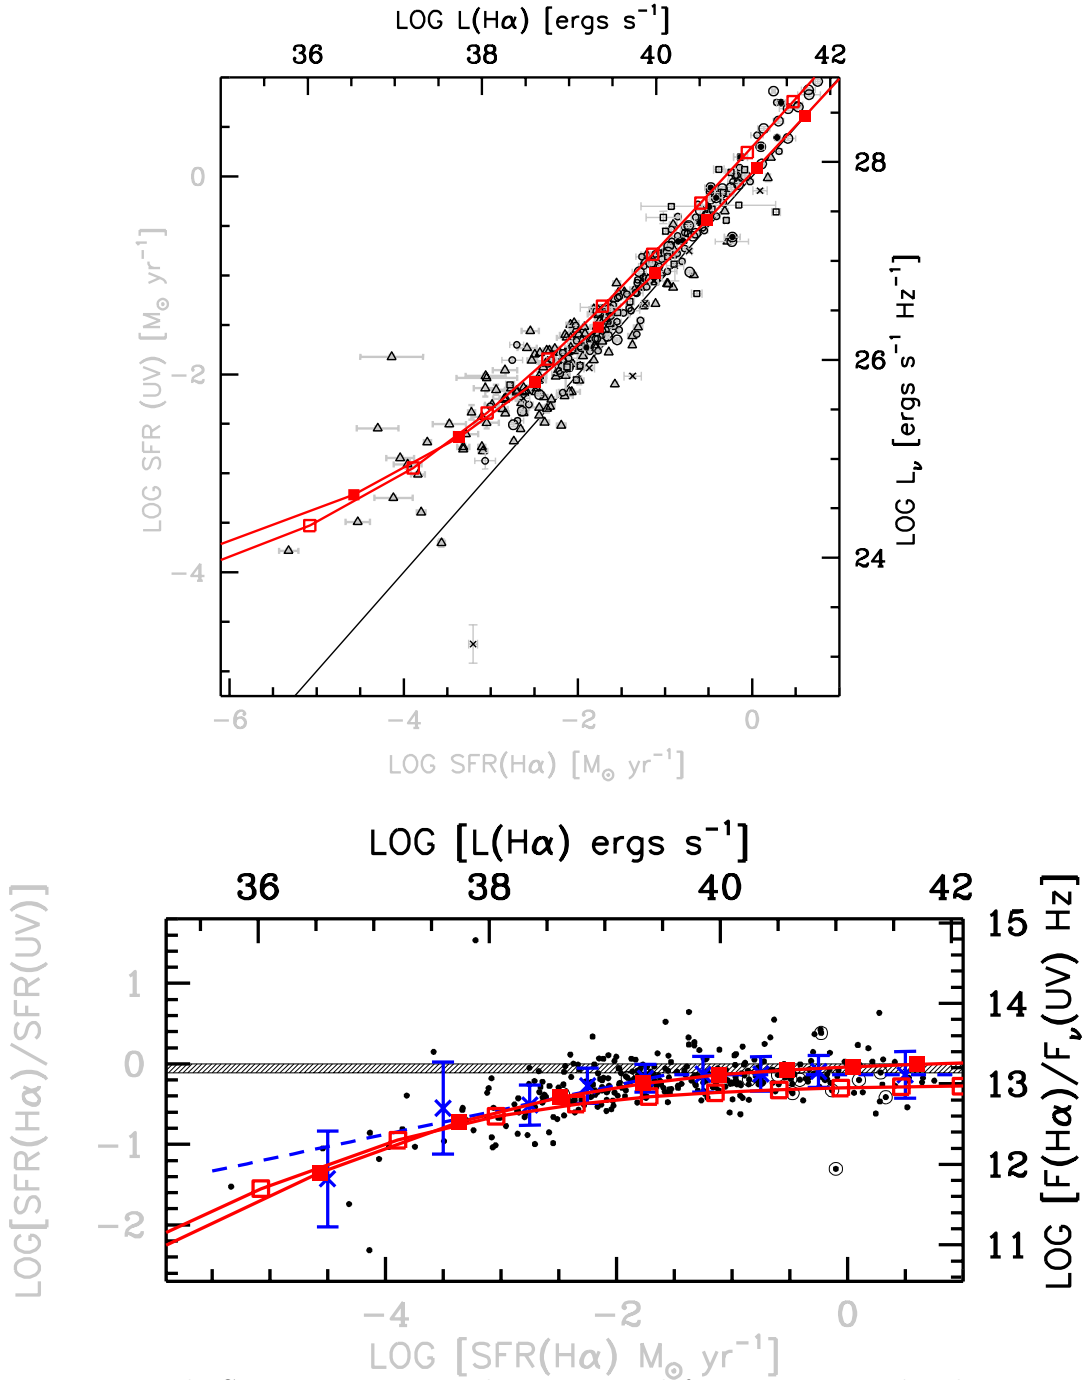 LOG L(Hα) [ergs s⁻¹]
36 38 40 42
0
−2
−4
LOG SFR (UV) [M☉ yr⁻¹]
28
26
24
LOG Lν [ergs s⁻¹ Hz⁻¹]
−6 −4 −2 0
LOG SFR(Hα) [M☉ yr⁻¹]
LOG [L(Hα) ergs s⁻¹]
36 38 40 42
LOG[SFR(Hα)/SFR(UV)]
1
0
−1
−2
15
14
13
12
11
LOG [F(Hα)/Fν(UV) Hz]
−4 −2 0
LOG [SFR(Hα) M☉ yr⁻¹]